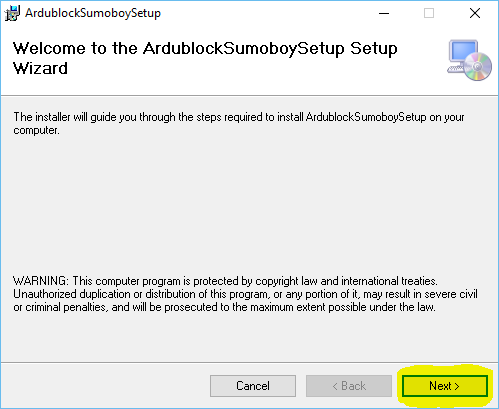 ArdublockSumoboySetup
Welcome to the ArdublockSumoboySetup Setup
Wizard
The installer will guide you through the steps required to install ArdublockSumoboySetup on your
computer.
WARNING: This computer program is protected by copyright law and international treaties.
Unauthorized duplication or distribution of this program, or any portion of it, may result in severe civil
or criminal penalties, and will be prosecuted to the maximum extent possible under the law.
Cancel
< Back
Next >